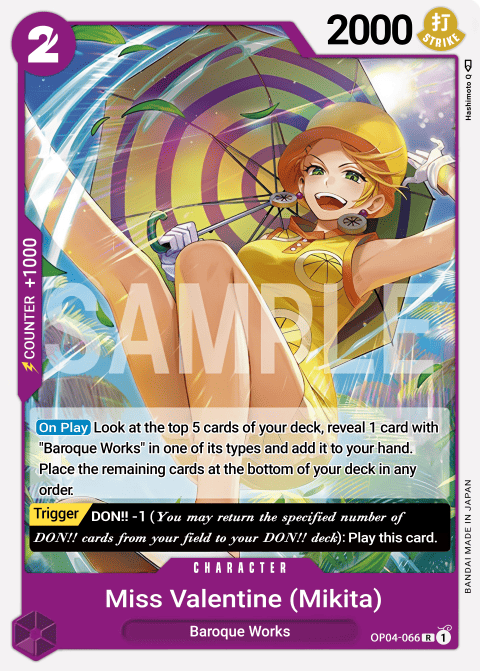 2
2000
打
STRIKE
Hashimoto Q
COUNTER +1000
SAMPLE
On Play Look at the top 5 cards of your deck, reveal 1 card with
"Baroque Works" in one of its types and add it to your hand.
Place the remaining cards at the bottom of your deck in any
order.
Trigger DON!! -1 (You may return the specified number of
DON!! cards from your field to your DON!! deck): Play this card.
BANDAI MADE IN JAPAN
CHARACTER
Miss Valentine (Mikita)
Baroque Works
OP04-066 R 1